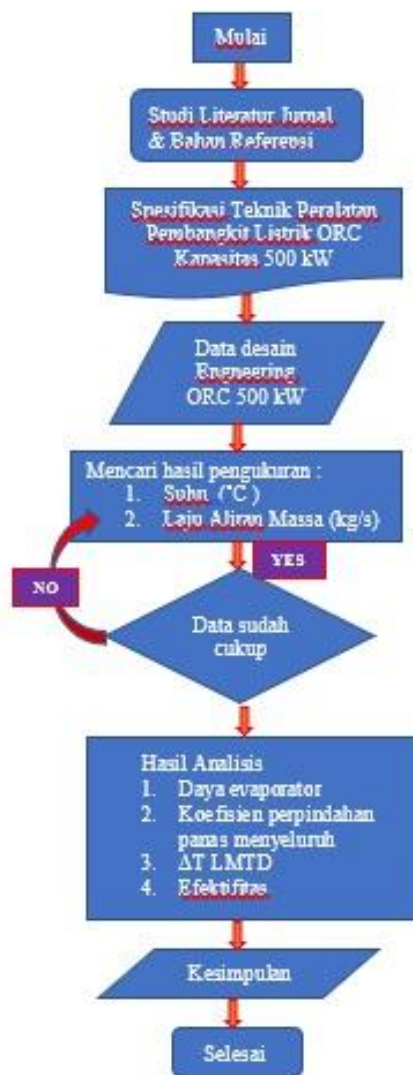 Mulai
Studi Literatur Jurnal
& Bahan Referensi
Spesifikasi Teknik Peralatan
Pembangkit Listrik ORC
Kapasitas 500 kW
Data desain
Engneering
ORC 500 kW
Mencari hasil pengukuran :
1. Suhu (°C )
2. Laju Aliran Massa (kg/s)
YES
NO
Data sudah
cukup
Hasil Analisis
1. Daya evaporator
2. Koefisien perpindahan
panas menyeluruh
3. ΔT LMTD
4. Efektifitas
Kesimpulan
Selesai